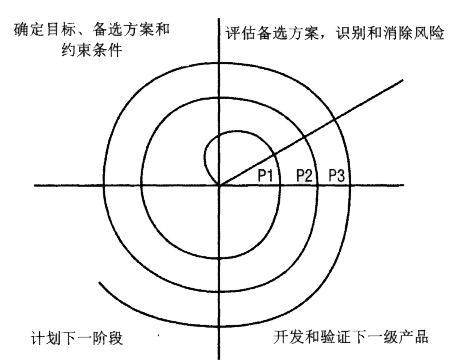 确定目标、备选方案和
约束条件
评估备选方案，识别和消除风险
P1 P2 P3
计划下一阶段
开发和验证下一级产品